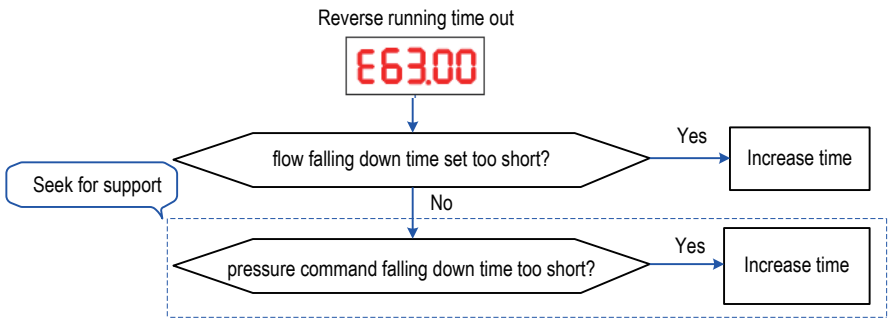 Reverse running time out
E63.00
flow falling down time set too short?
Yes
Increase time
Seek for support
No
pressure command falling down time too short?
Yes
Increase time